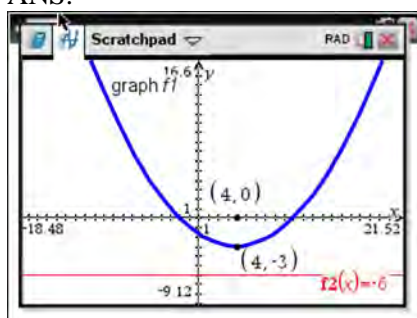 ANS:
Scratchpad
RAD
16.6 y
graph f1
(4,0)
1
x
-18.48
1
21.52
(4,-3)
f2(x)=-6
-9.12